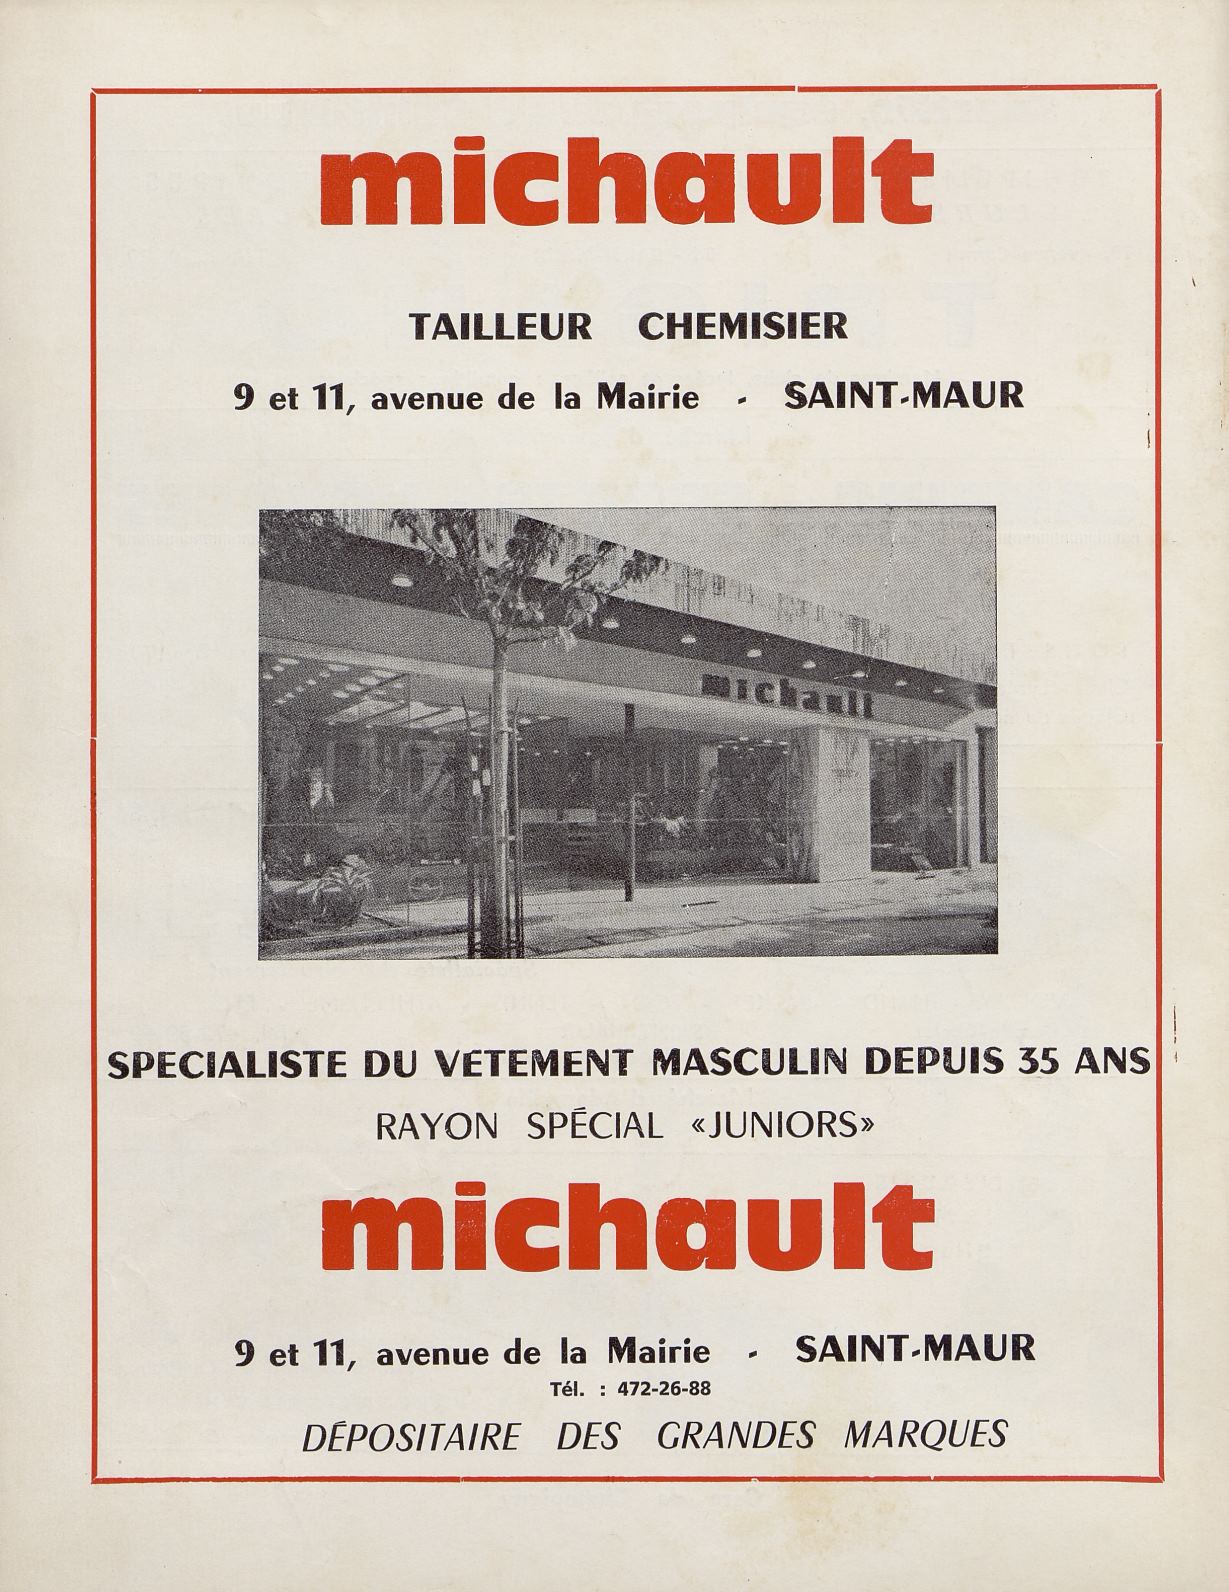 michault
TAILLEUR CHEMISIER
9 et 11, avenue de la Mairie - SAINT-MAUR
michault
SPECIALISTE DU VETEMENT MASCULIN DEPUIS 35 ANS
RAYON SPÉCIAL «JUNIORS»
michault
9 et 11, avenue de la Mairie - SAINT-MAUR
Tél. : 472-26-88
DÉPOSITAIRE DES GRANDES MARQUES